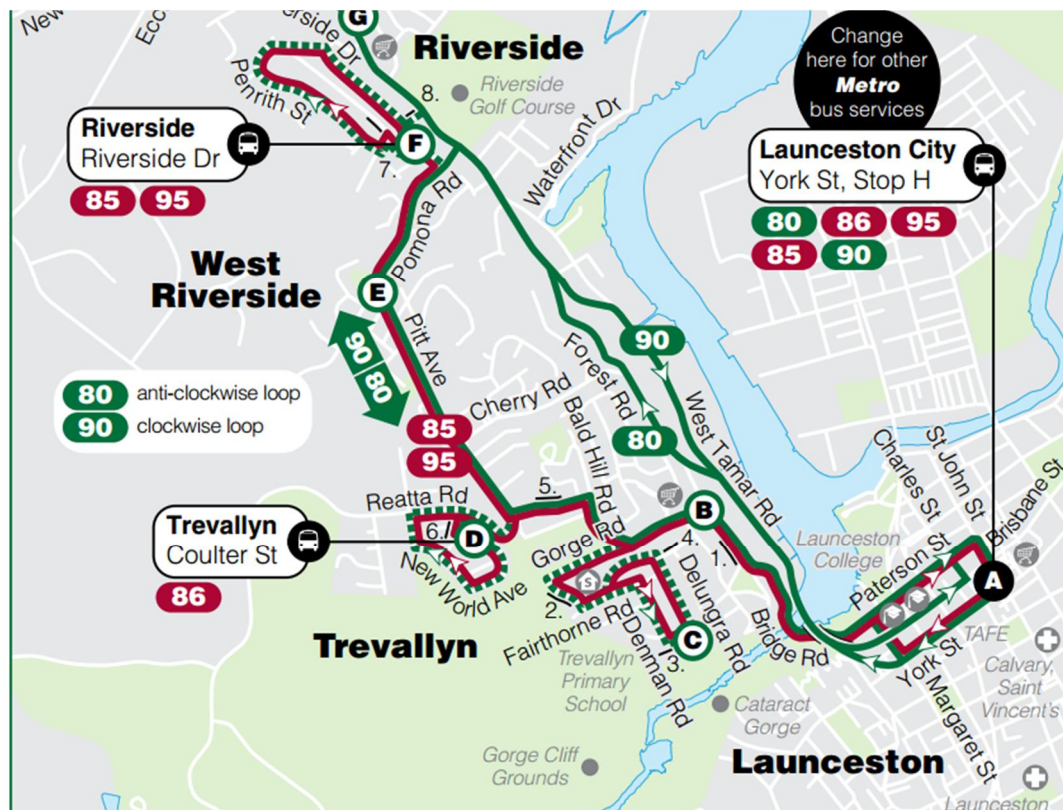 New
Ecc
erside Dr
G
Riverside
Riverside
Golf Course
Penrith St
8.
F
7.
Riverside
Riverside Dr
85 95
Waterfront Dr
Change
here for other
Metro
bus services
Launceston City
York St, Stop H
80 86 95
85 90
West
Riverside
Pomona Rd
E
Pitt Ave
90 80
80 anti-clockwise loop
90 clockwise loop
85
95
Cherry Rd
Bald Hill Rd
Forest Rd
90
80
West Tamar Rd
Reatta Rd
5.
6.
D
New World Ave
Trevallyn
Coulter St
86
Gorge Rd
B
4.
1.
2.
Fairthorne Rd
S
3.
C
Denman Rd
Delungra Rd
Bridge Rd
Trevallyn
Trevallyn
Primary
School
Charles St
St John St
Brisbane St
Launceston
College
Paterson St
A
TAFE
York St
Margaret St
Calvary,
Saint
Vincent's
Cataract
Gorge
Gorge Cliff
Grounds
Launceston
Launceston